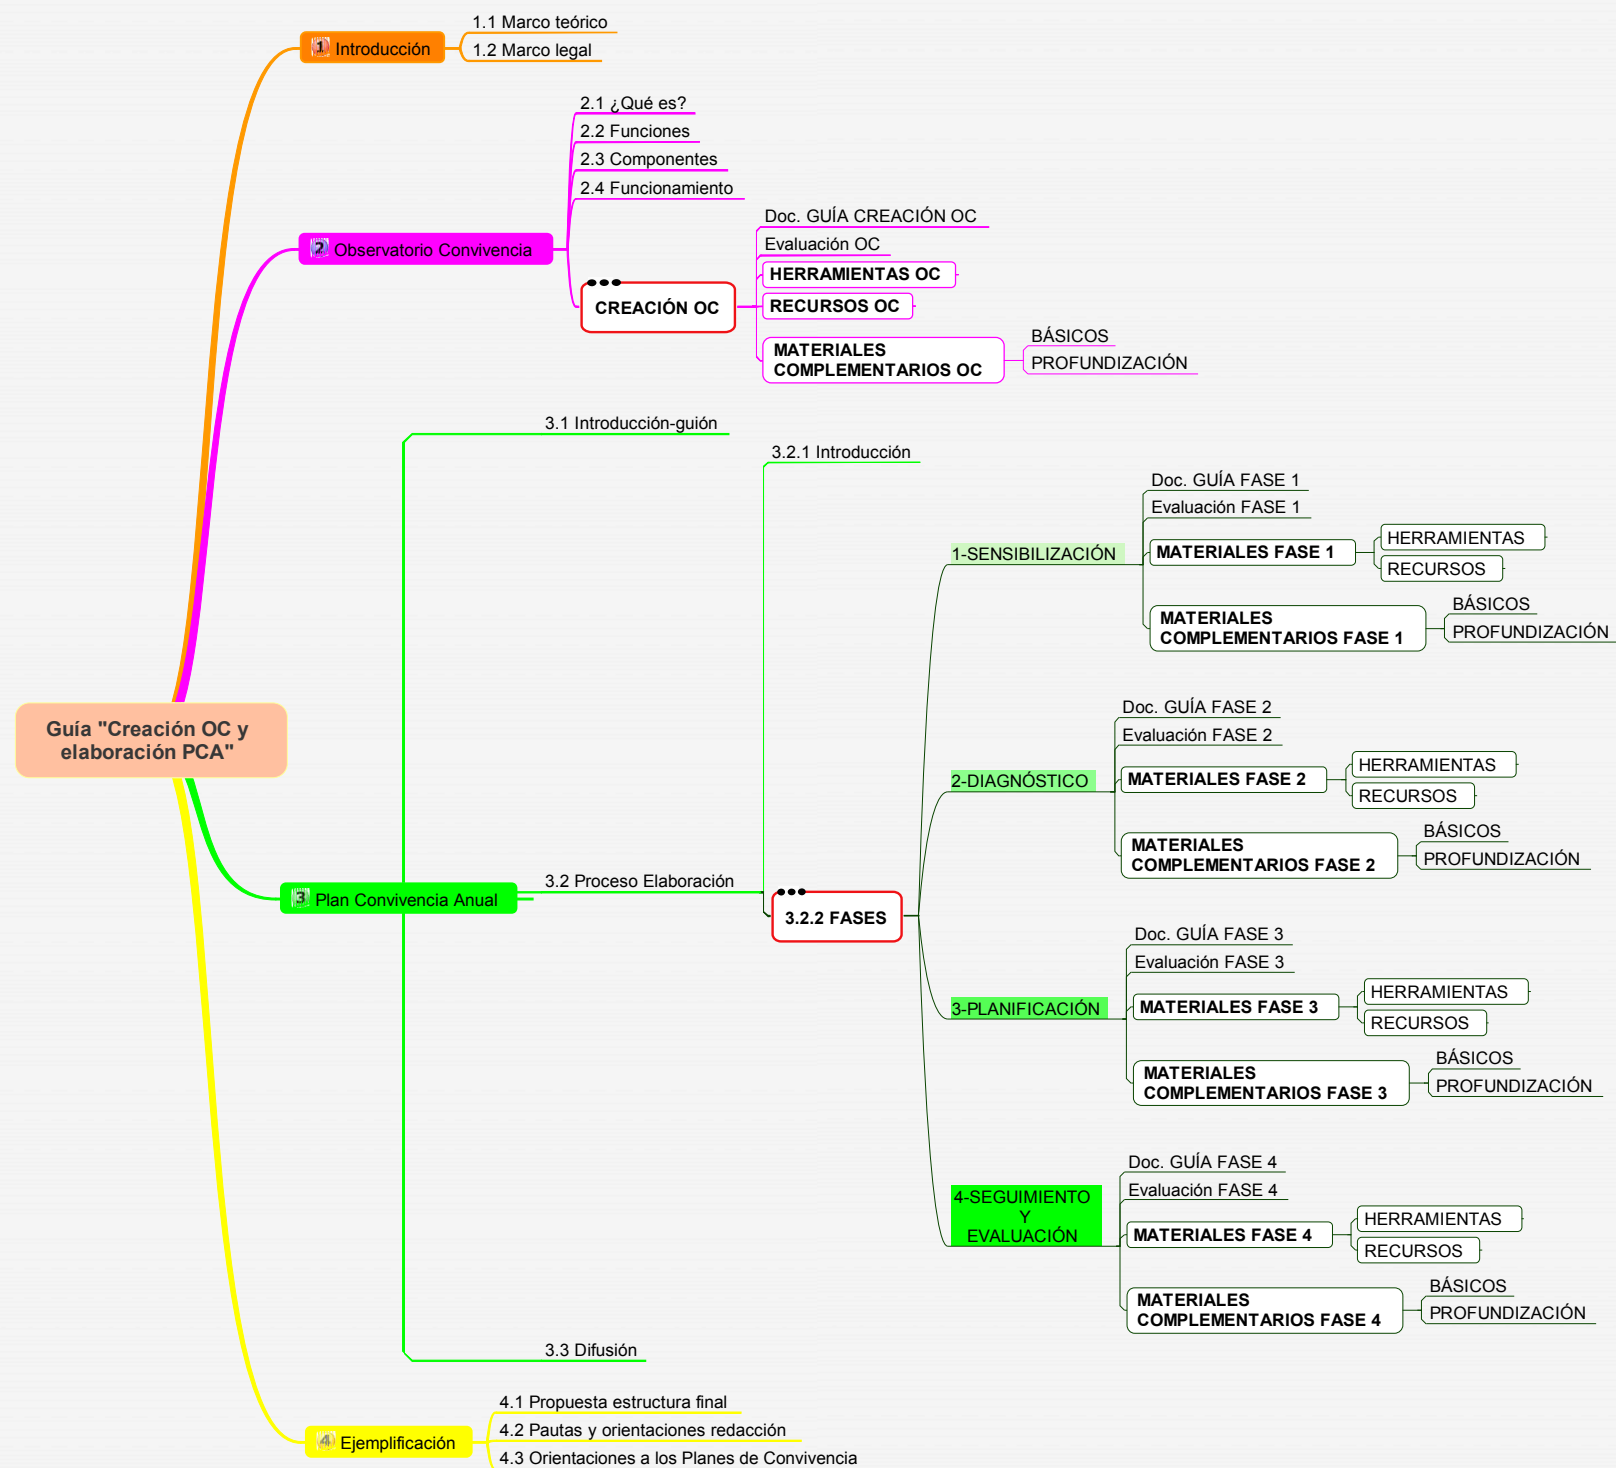 Guía "Creación OC y
elaboración PCA"
1 Introducción
1.1 Marco teórico
1.2 Marco legal
2 Observatorio Convivencia
2.1 ¿Qué es?
2.2 Funciones
2.3 Componentes
2.4 Funcionamiento
CREACIÓN OC
Doc. GUÍA CREACIÓN OC
Evaluación OC
HERRAMIENTAS OC
RECURSOS OC
MATERIALES
COMPLEMENTARIOS OC
BÁSICOS
PROFUNDIZACIÓN
3 Plan Convivencia Anual
3.1 Introducción-guión
3.2 Proceso Elaboración
3.2.1 Introducción
3.2.2 FASES
1-SENSIBILIZACIÓN
Doc. GUÍA FASE 1
Evaluación FASE 1
MATERIALES FASE 1
HERRAMIENTAS
RECURSOS
MATERIALES
COMPLEMENTARIOS FASE 1
BÁSICOS
PROFUNDIZACIÓN
2-DIAGNÓSTICO
Doc. GUÍA FASE 2
Evaluación FASE 2
MATERIALES FASE 2
HERRAMIENTAS
RECURSOS
MATERIALES
COMPLEMENTARIOS FASE 2
BÁSICOS
PROFUNDIZACIÓN
3-PLANIFICACIÓN
Doc. GUÍA FASE 3
Evaluación FASE 3
MATERIALES FASE 3
HERRAMIENTAS
RECURSOS
MATERIALES
COMPLEMENTARIOS FASE 3
BÁSICOS
PROFUNDIZACIÓN
4-SEGUIMIENTO
Y
EVALUACIÓN
Doc. GUÍA FASE 4
Evaluación FASE 4
MATERIALES FASE 4
HERRAMIENTAS
RECURSOS
MATERIALES
COMPLEMENTARIOS FASE 4
BÁSICOS
PROFUNDIZACIÓN
3.3 Difusión
4 Ejemplificación
4.1 Propuesta estructura final
4.2 Pautas y orientaciones redacción
4.3 Orientaciones a los Planes de Convivencia